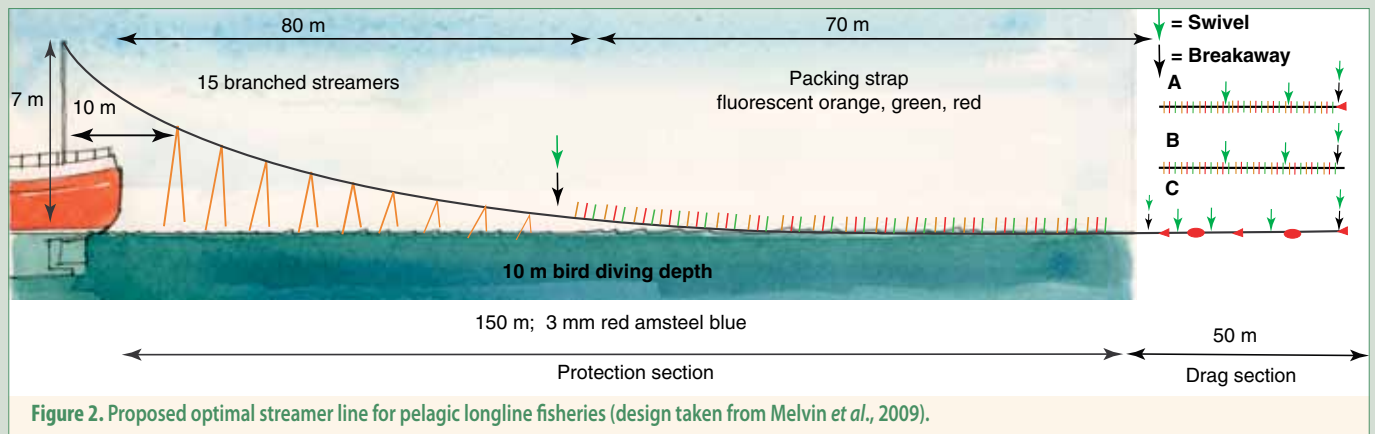 80 m
70 m
= Swivel
= Breakaway
15 branched streamers
Packing strap
fluorescent orange, green, red
7 m
10 m
A
B
C
10 m bird diving depth
150 m; 3 mm red amsteel blue
50 m
Protection section
Drag section
Figure 2. Proposed optimal streamer line for pelagic longline fisheries (design taken from Melvin et al., 2009).